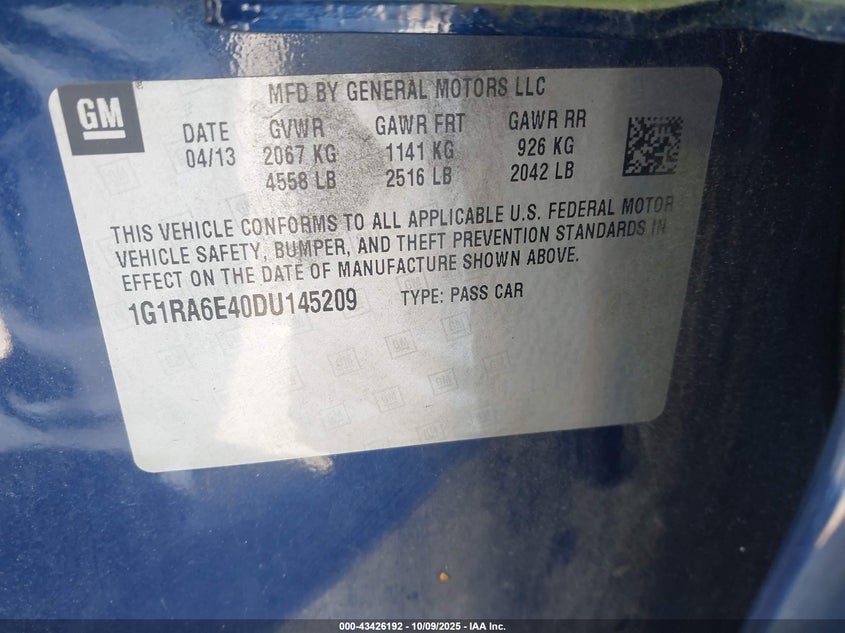 GM
MFD BY GENERAL MOTORS LLC
DATE GVWR GAWR FRT GAWR RR
04/13 2067 KG 1141 KG 926 KG
4558 LB 2516 LB 2042 LB
THIS VEHICLE CONFORMS TO ALL APPLICABLE U.S. FEDERAL MOTOR
VEHICLE SAFETY, BUMPER, AND THEFT PREVENTION STANDARDS IN
EFFECT ON THE DATE OF MANUFACTURE SHOWN ABOVE.
1G1RA6E40DU145209 TYPE: PASS CAR
000-43426192 - 10/09/2025 - IAA Inc.